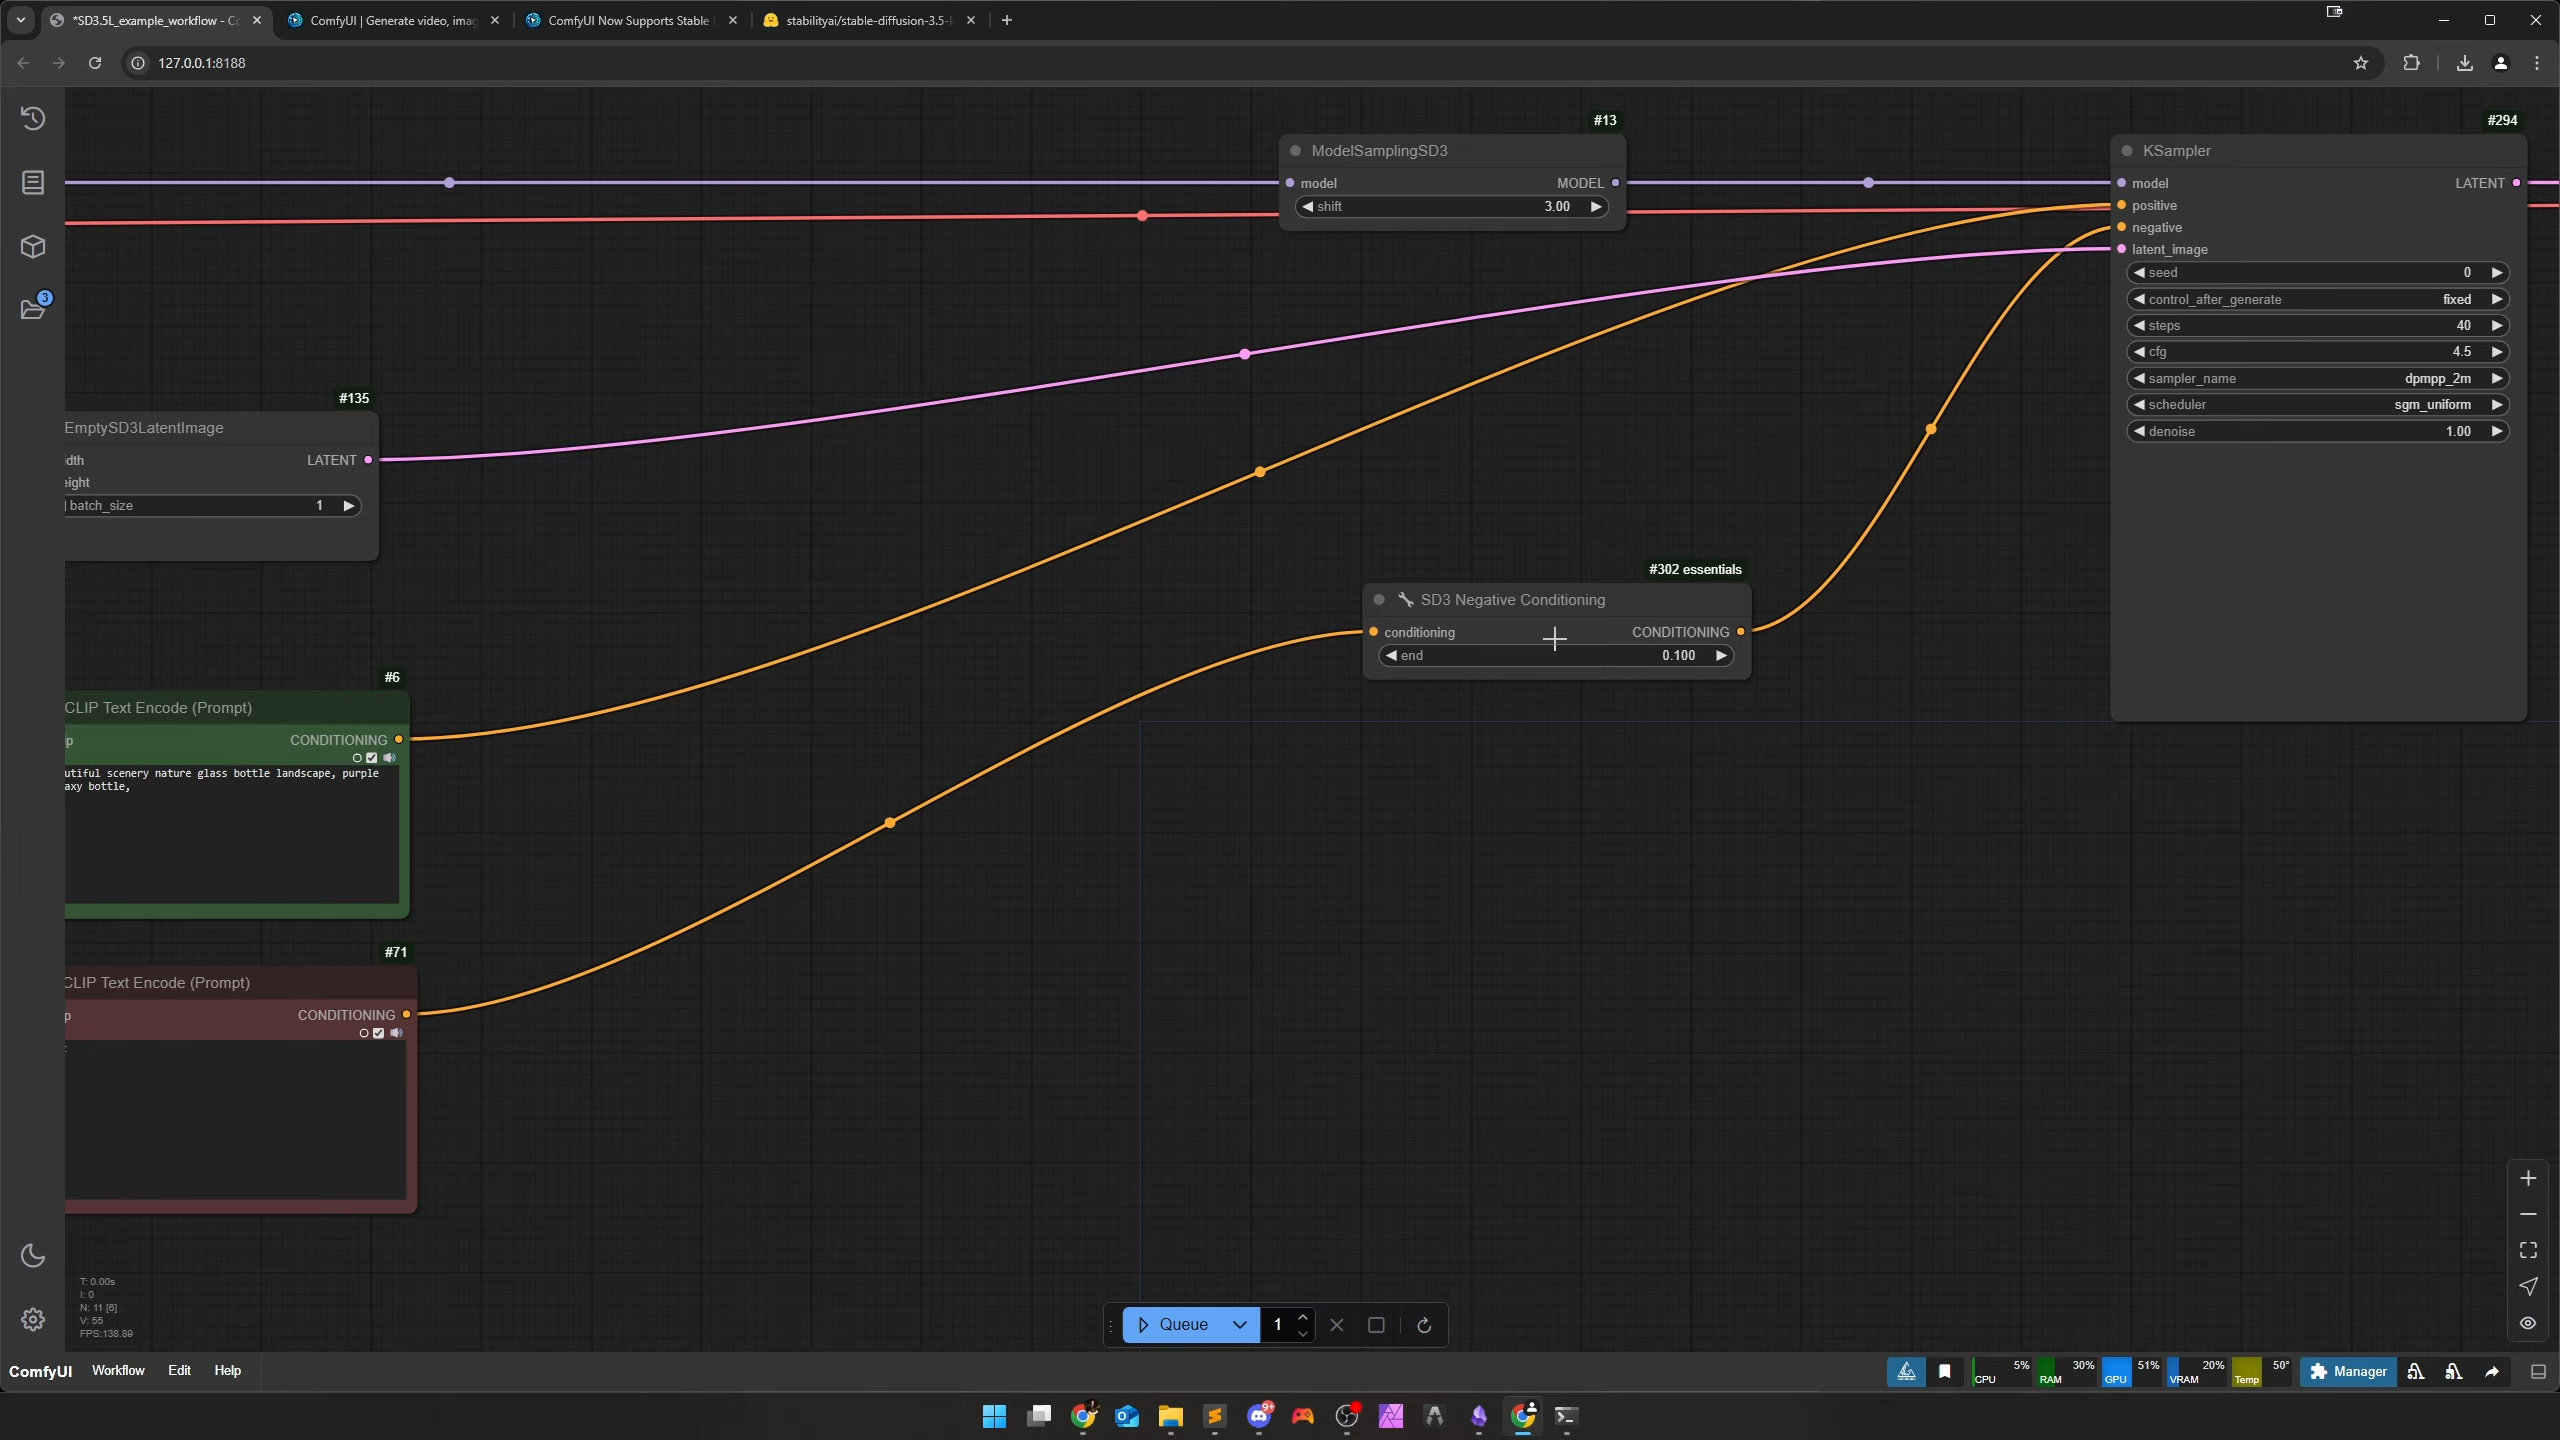 *SD3.5L_example_workflow - C
ComfyUI | Generate video, imag
ComfyUI Now Supports Stable
stabilityai/stable-diffusion-3.5-l
127.0.0.1:8188
#13
ModelSamplingSD3
model
MODEL
shift
3.00
#294
KSampler
model
LATENT
positive
negative
latent_image
seed
0
control_after_generate
fixed
steps
40
cfg
4.5
sampler_name
dpmpp_2m
scheduler
sgm_uniform
denoise
1.00
3
#135
EmptySD3LatentImage
idth
LATENT
eight
batch_size
1
#302 essentials
SD3 Negative Conditioning
conditioning
CONDITIONING
end
0.100
#6
CLIP Text Encode (Prompt)
p
CONDITIONING
utiful scenery nature glass bottle landscape, purple
axy bottle,
#71
CLIP Text Encode (Prompt)
p
CONDITIONING
T: 0.00s
I: 0
N: 11 [6]
V: 55
FPS:138.89
Queue
1
ComfyUI
Workflow
Edit
Help
CPU
5%
RAM
30%
GPU
51%
VRAM
20%
Temp
50°
Manager
9+